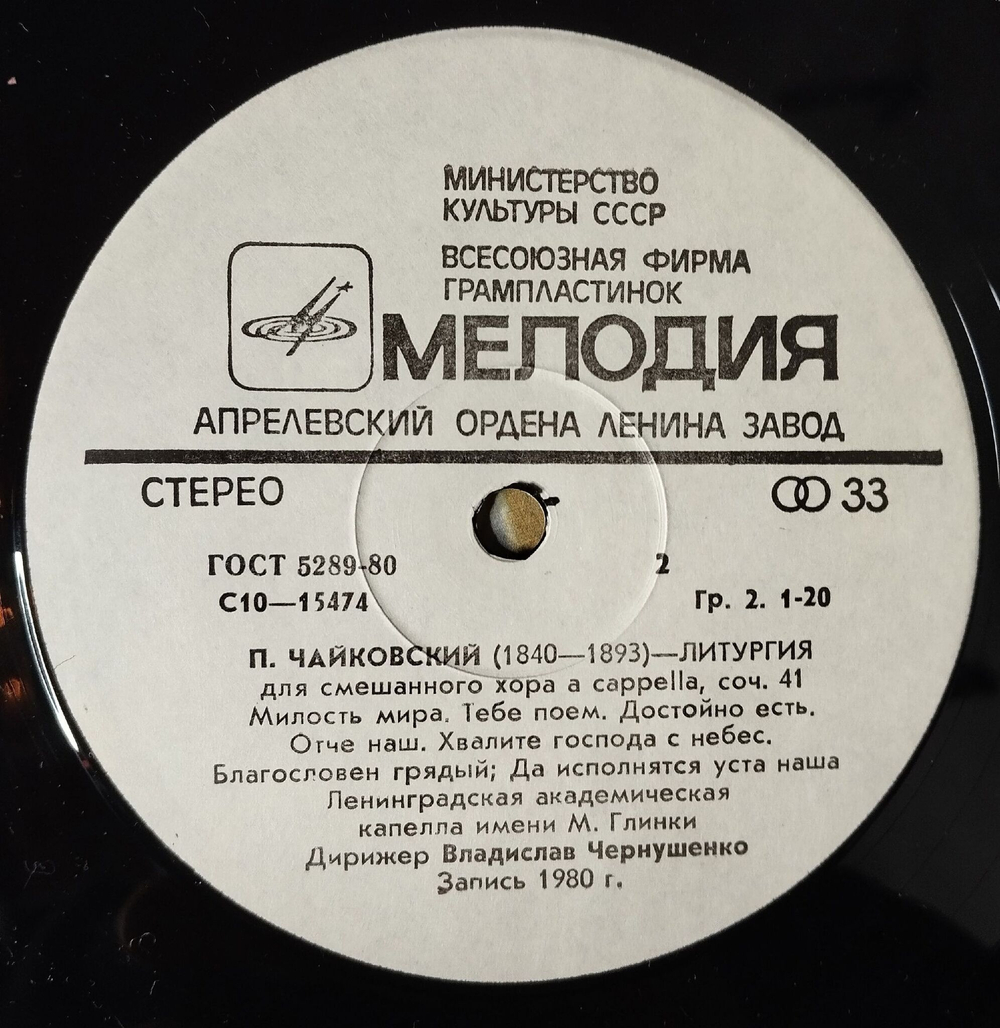 МИНИСТЕРСТВО
КУЛЬТУРЫ СССР
ВСЕСОЮЗНАЯ ФИРМА
ГРАМПЛАСТИНОК
МЕЛОДИЯ
АПРЕЛЕВСКИЙ ОРДЕНА ЛЕНИНА ЗАВОД
СТЕРЕО 33
ГОСТ 5289-80 2
С10—15474 Гр. 2. 1-20
П. ЧАЙКОВСКИЙ (1840—1893)—ЛИТУРГИЯ
для смешанного хора a cappella, соч. 41
Милость мира. Тебе поем. Достойно есть.
Отче наш. Хвалите господа с небес.
Благословен грядый; Да исполнятся уста наша
Ленинградская академическая
капелла имени М. Глинки
Дирижер Владислав Чернушенко
Запись 1980 г.